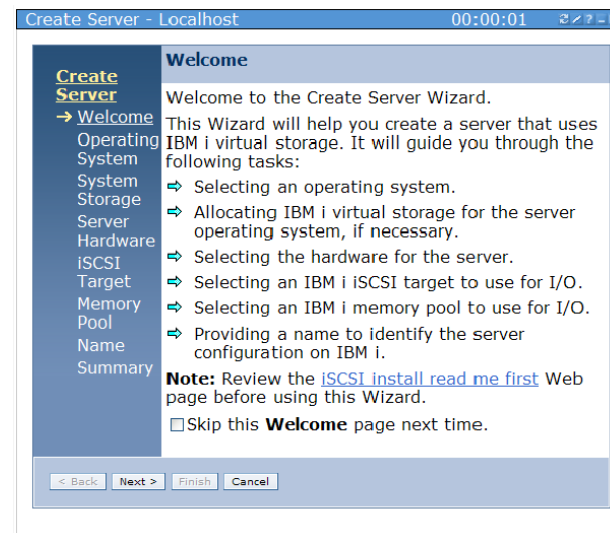 Create Server - Localhost 00:00:01
Create
Server
Welcome
Operating
System
System
Storage
Server
Hardware
iSCSI
Target
Memory
Pool
Name
Summary
Welcome
Welcome to the Create Server Wizard.
This Wizard will help you create a server that uses
IBM i virtual storage. It will guide you through the
following tasks:
Selecting an operating system.
Allocating IBM i virtual storage for the server
operating system, if necessary.
Selecting the hardware for the server.
Selecting an IBM i iSCSI target to use for I/O.
Selecting an IBM i memory pool to use for I/O.
Providing a name to identify the server
configuration on IBM i.
Note: Review the iSCSI install read me first Web
page before using this Wizard.
Skip this Welcome page next time.
< Back Next > Finish Cancel